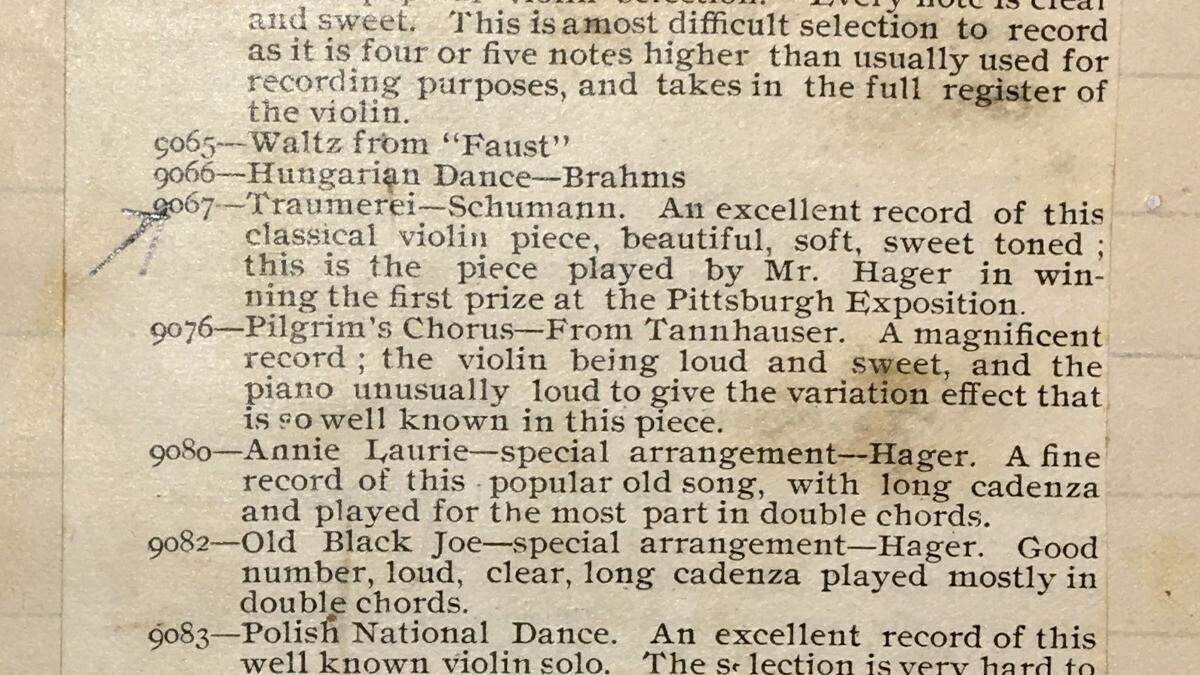 and sweet. This is a most difficult selection to record
as it is four or five notes higher than usually used for
recording purposes, and takes in the full register of
the violin.
9065—Waltz from “Faust”
9066—Hungarian Dance—Brahms
9067—Traumerei—Schumann. An excellent record of this
classical violin piece, beautiful, soft, sweet toned ;
this is the piece played by Mr. Hager in win-
ning the first prize at the Pittsburgh Exposition.
9076—Pilgrim’s Chorus—From Tannhauser. A magnificent
record ; the violin being loud and sweet, and the
piano unusually loud to give the variation effect that
is so well known in this piece.
9080—Annie Laurie—special arrangement—Hager. A fine
record of this popular old song, with long cadenza
and played for the most part in double chords.
9082—Old Black Joe—special arrangement—Hager. Good
number, loud, clear, long cadenza played mostly in
double chords.
9083—Polish National Dance. An excellent record of this
well known violin solo. The selection is very hard to